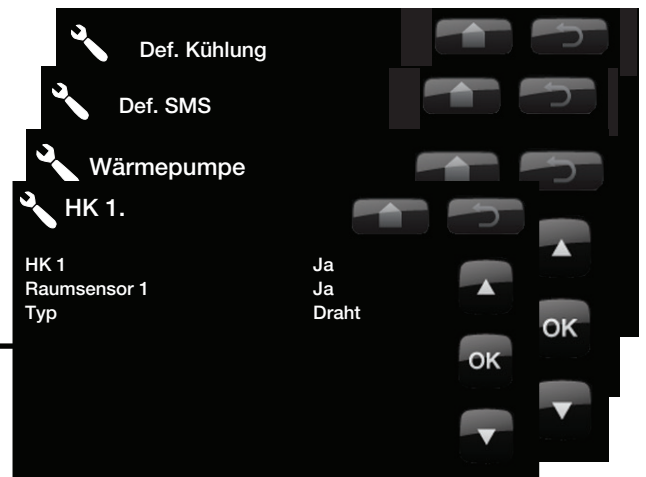 Def. Kühlung
Def. SMS
Wärmepumpe
HK 1.
HK 1 Ja
Raumsensor 1 Ja
Typ Draht
OK
OK